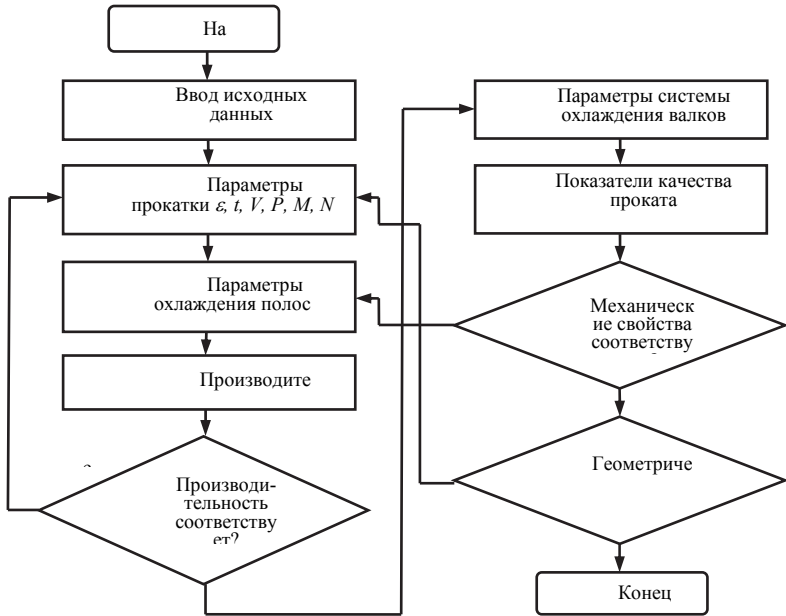 На
Ввод исходных
данных
Параметры
прокатки ε, t, V, P, M, N
Параметры
охлаждения полос
Производите
Производи-
тельность
соответству
ет?
Параметры системы
охлаждения валков
Показатели качества
проката
Механическ
ие свойства
соответству
Геометриче
Конец